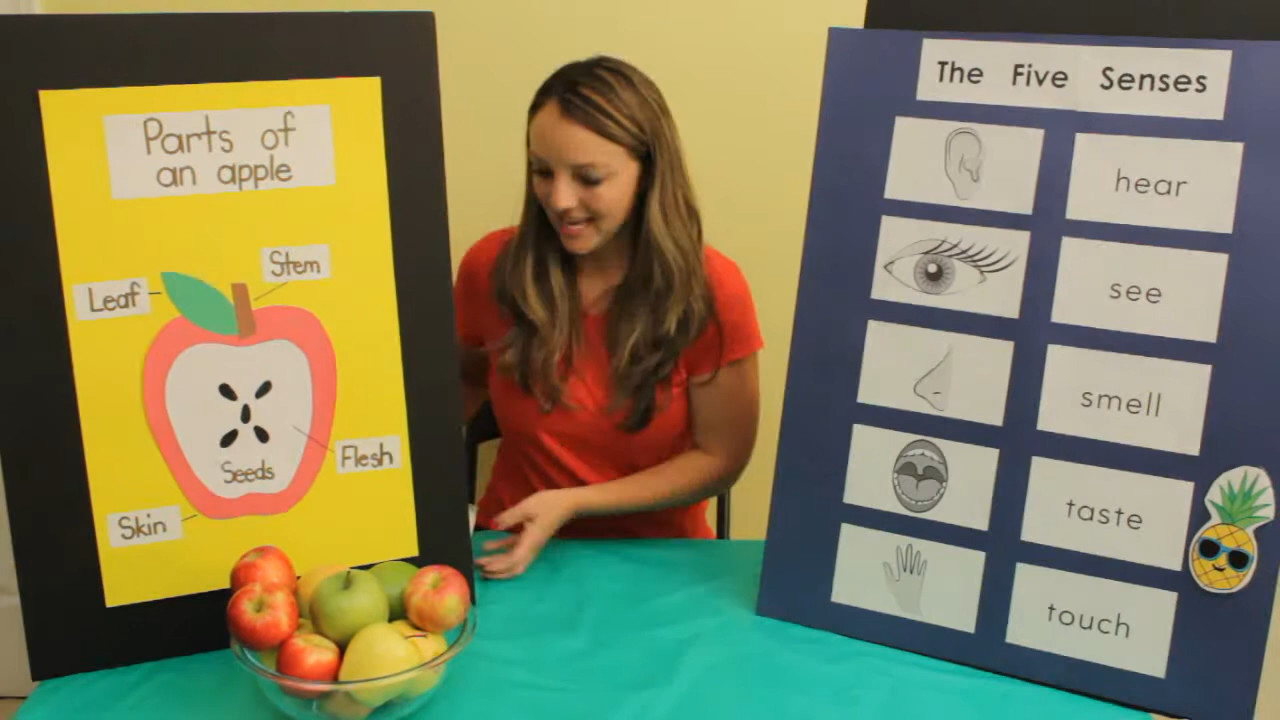 Parts of
an apple
Stem
Leaf
Flesh
Seeds
Skin
The Five Senses
hear
see
smell
taste
touch